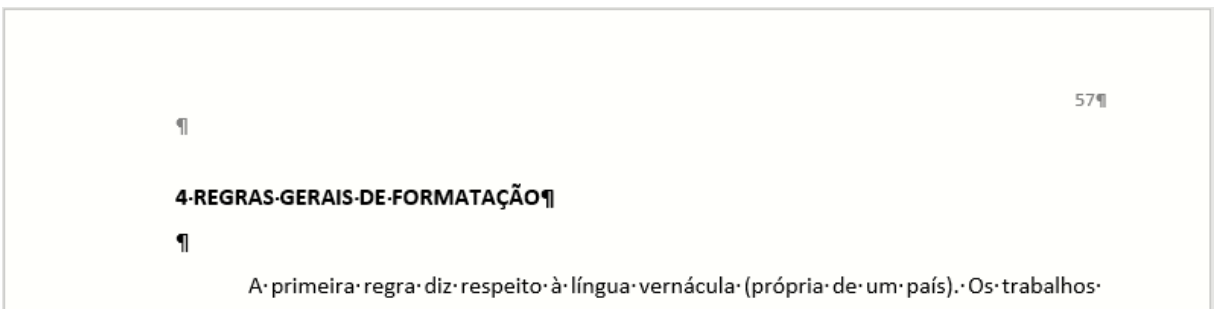 57¶
¶
4·REGRAS·GERAIS·DE·FORMATAÇÃO¶
¶
A·primeira·regra·diz·respeito·à·língua·vernácula·(própria·de·um·país).·Os·trabalhos·